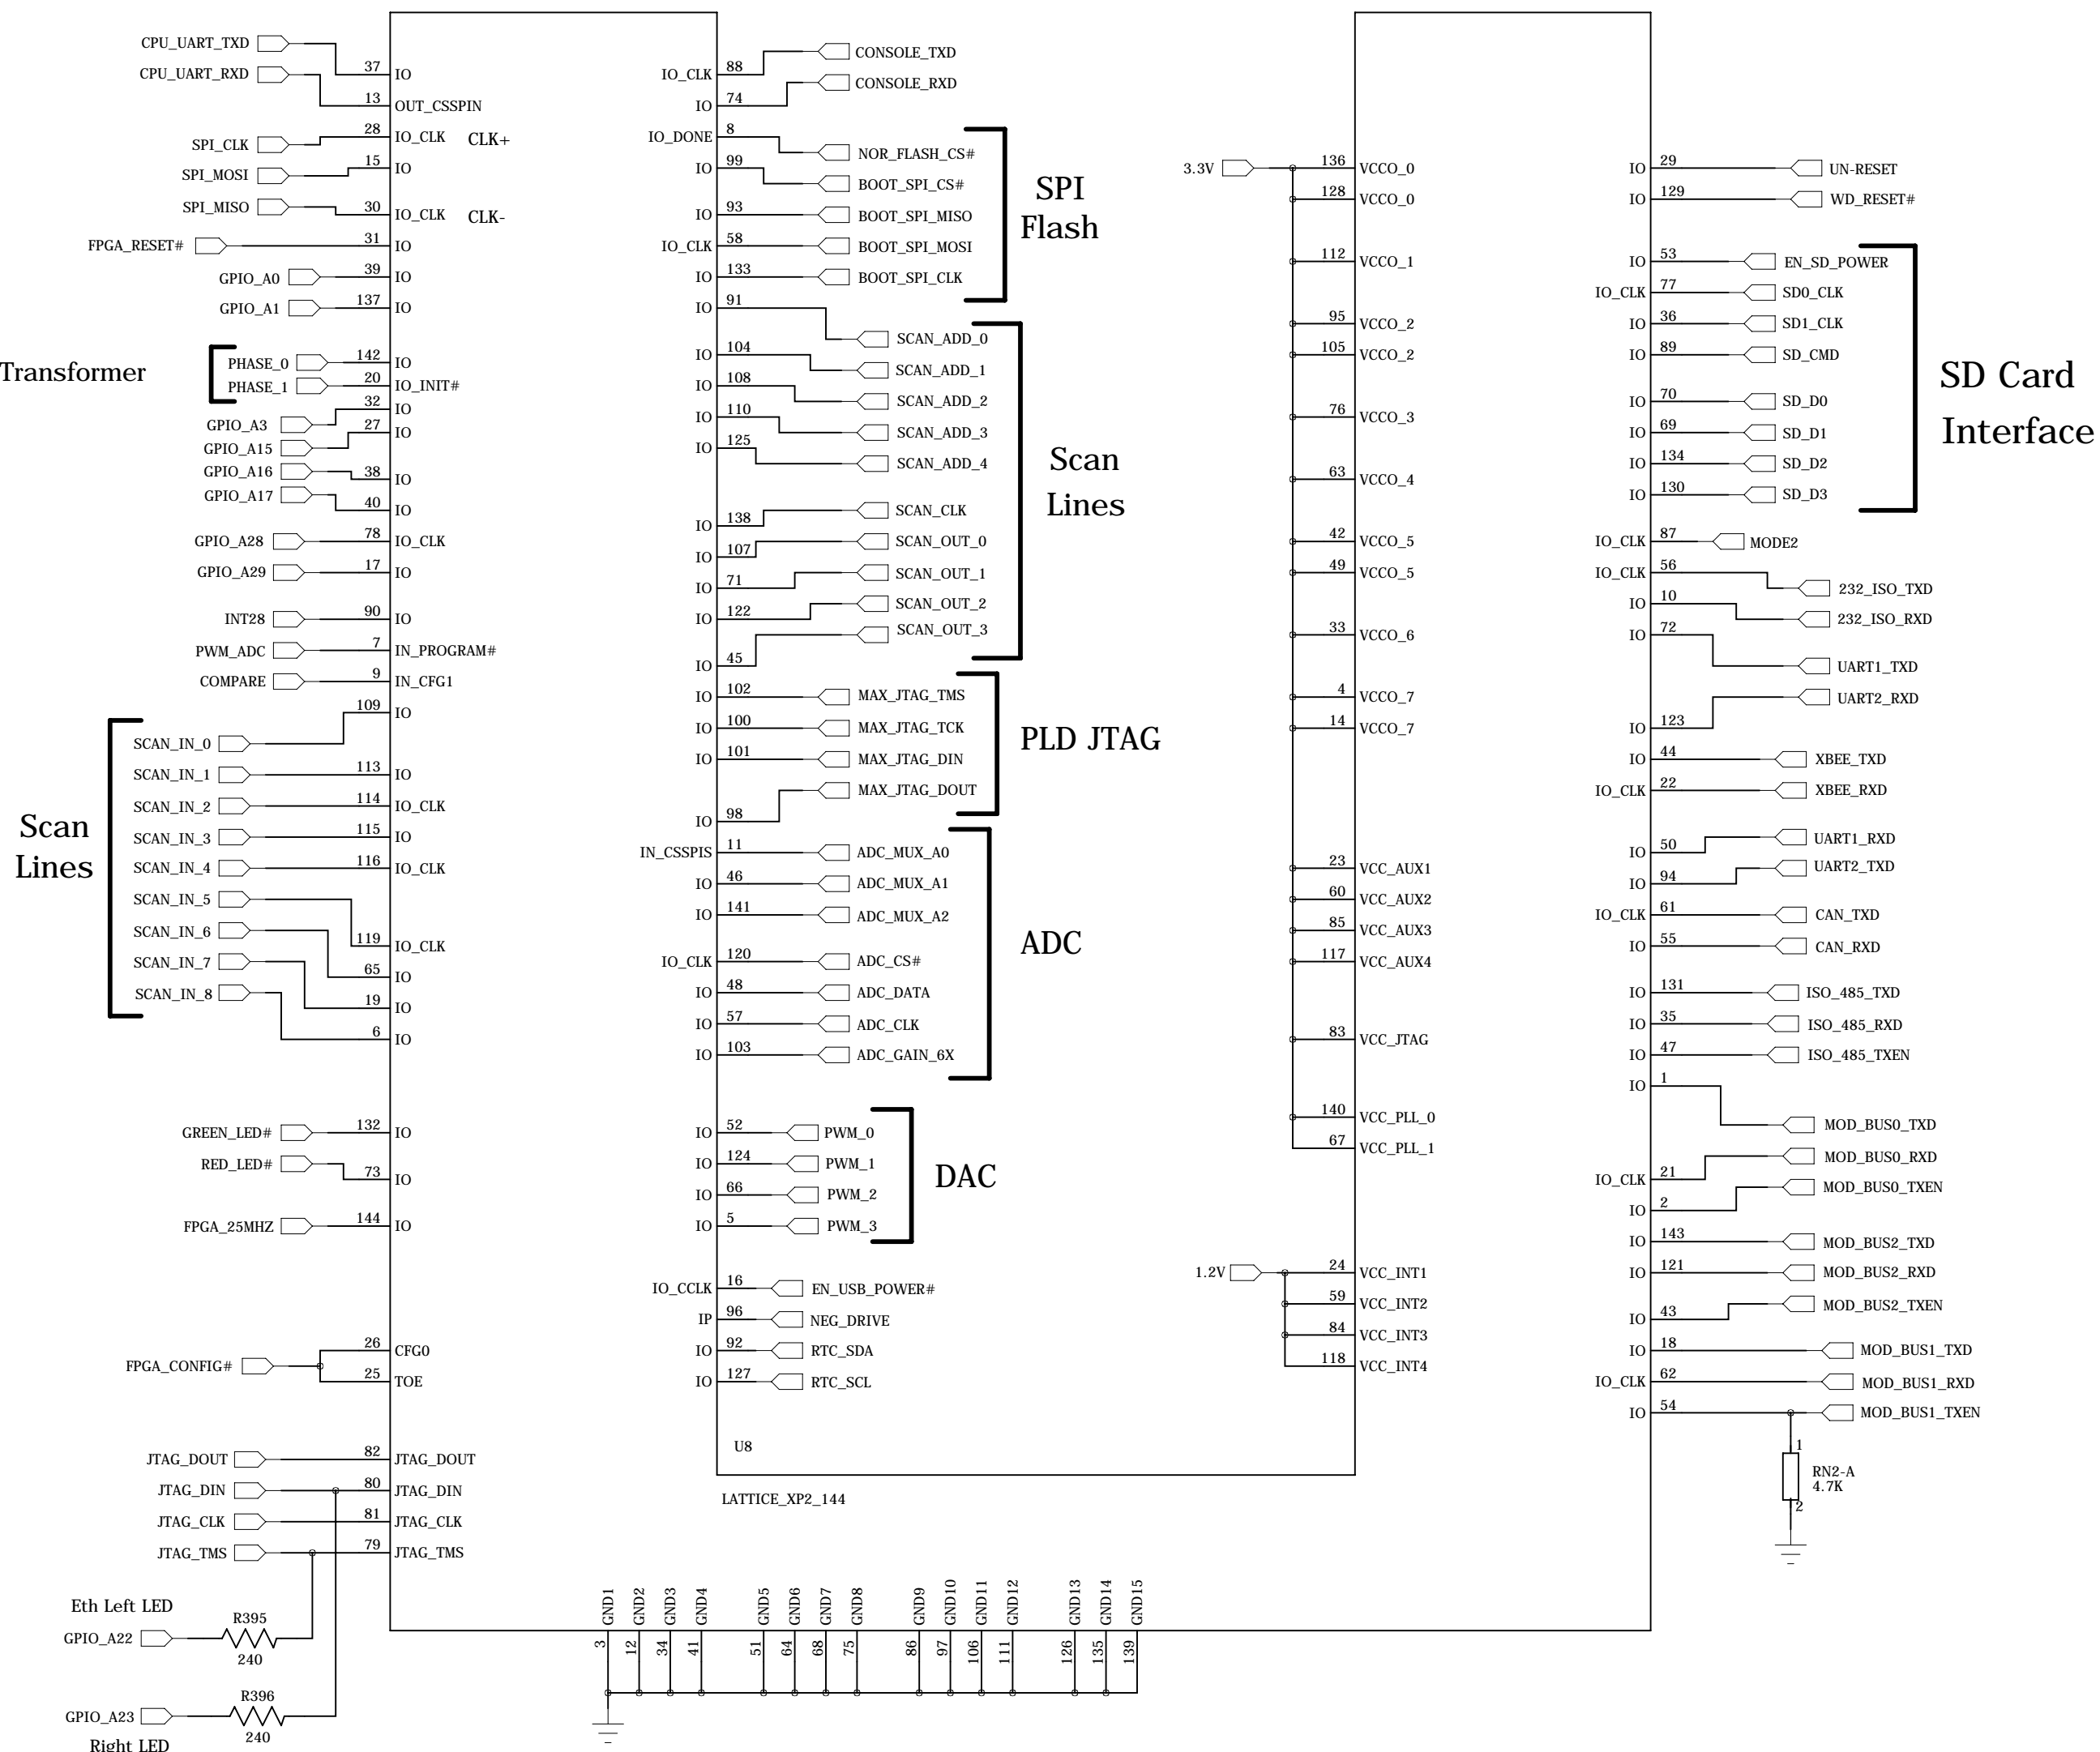 CPU_UART_TXD
CPU_UART_RXD
37 IO
13 OUT_CSSPIN
SPI_CLK 28 IO_CLK CLK+
SPI_MOSI 15 IO
SPI_MISO 30 IO_CLK CLK-
FPGA_RESET# 31 IO
GPIO_A0 39 IO
GPIO_A1 137 IO
Transformer
PHASE_0 142 IO
PHASE_1 20 IO_INIT#
GPIO_A3 32 IO
GPIO_A15 27 IO
GPIO_A16 38 IO
GPIO_A17 40 IO
GPIO_A28 78 IO_CLK
GPIO_A29 17 IO
INT28 90 IO
PWM_ADC 7 IN_PROGRAM#
COMPARE 9 IN_CFG1
Scan
Lines
SCAN_IN_0 109 IO
SCAN_IN_1 113 IO
SCAN_IN_2 114 IO_CLK
SCAN_IN_3 115 IO
SCAN_IN_4 116 IO_CLK
SCAN_IN_5 119 IO_CLK
SCAN_IN_6 65 IO
SCAN_IN_7 19 IO
SCAN_IN_8 6 IO
GREEN_LED# 132 IO
RED_LED# 73 IO
FPGA_25MHZ 144 IO
FPGA_CONFIG# 26 CFG0
25 TOE
JTAG_DOUT 82 JTAG_DOUT
JTAG_DIN 80 JTAG_DIN
JTAG_CLK 81 JTAG_CLK
JTAG_TMS 79 JTAG_TMS
Eth Left LED
GPIO_A22 R395
240
GPIO_A23 R396
240
Right LED
IO_CLK 88 CONSOLE_TXD
IO 74 CONSOLE_RXD
IO_DONE 8 NOR_FLASH_CS#
IO 99 BOOT_SPI_CS#
IO 93 BOOT_SPI_MISO
IO_CLK 58 BOOT_SPI_MOSI
IO 133 BOOT_SPI_CLK
SPI
Flash
IO 91 SCAN_ADD_0
IO 104 SCAN_ADD_1
IO 108 SCAN_ADD_2
IO 110 SCAN_ADD_3
IO 125 SCAN_ADD_4
IO 138 SCAN_CLK
IO 107 SCAN_OUT_0
IO 71 SCAN_OUT_1
IO 122 SCAN_OUT_2
IO 45 SCAN_OUT_3
Scan
Lines
IO 102 MAX_JTAG_TMS
IO 100 MAX_JTAG_TCK
IO 101 MAX_JTAG_DIN
IO 98 MAX_JTAG_DOUT
PLD JTAG
IN_CSSPIS 11 ADC_MUX_A0
IO 46 ADC_MUX_A1
IO 141 ADC_MUX_A2
IO_CLK 120 ADC_CS#
IO 48 ADC_DATA
IO 57 ADC_CLK
IO 103 ADC_GAIN_6X
ADC
IO 52 PWM_0
IO 124 PWM_1
IO 66 PWM_2
IO 5 PWM_3
DAC
IO_CCLK 16 EN_USB_POWER#
IP 96 NEG_DRIVE
IO 92 RTC_SDA
IO 127 RTC_SCL
U8
LATTICE_XP2_144
3.3V 136 VCCO_0
128 VCCO_0
112 VCCO_1
95 VCCO_2
105 VCCO_2
76 VCCO_3
63 VCCO_4
42 VCCO_5
49 VCCO_5
33 VCCO_6
4 VCCO_7
14 VCCO_7
23 VCC_AUX1
60 VCC_AUX2
85 VCC_AUX3
117 VCC_AUX4
83 VCC_JTAG
140 VCC_PLL_0
67 VCC_PLL_1
1.2V 24 VCC_INT1
59 VCC_INT2
84 VCC_INT3
118 VCC_INT4
IO 29 UN-RESET
IO 129 WD_RESET#
IO 53 EN_SD_POWER
IO_CLK 77 SD0_CLK
IO 36 SD1_CLK
IO 89 SD_CMD
IO 70 SD_D0
IO 69 SD_D1
IO 134 SD_D2
IO 130 SD_D3
SD Card
Interface
IO_CLK 87 MODE2
IO_CLK 56 232_ISO_TXD
IO 10 232_ISO_RXD
IO 72 UART1_TXD
IO 123 UART2_RXD
IO 44 XBEE_TXD
IO_CLK 22 XBEE_RXD
IO 50 UART1_RXD
IO 94 UART2_TXD
IO_CLK 61 CAN_TXD
IO 55 CAN_RXD
IO 131 ISO_485_TXD
IO 35 ISO_485_RXD
IO 47 ISO_485_TXEN
IO 1 MOD_BUS0_TXD
IO_CLK 21 MOD_BUS0_RXD
IO 2 MOD_BUS0_TXEN
IO 143 MOD_BUS2_TXD
IO 121 MOD_BUS2_RXD
IO 43 MOD_BUS2_TXEN
IO 18 MOD_BUS1_TXD
IO_CLK 62 MOD_BUS1_RXD
IO 54 MOD_BUS1_TXEN
1
RN2-A
4.7K
2
GND1 GND2 GND3 GND4 GND5 GND6 GND7 GND8 GND9 GND10 GND11 GND12 GND13 GND14 GND15
3 12 34 41 51 64 68 75 86 97 106 111 126 135 139